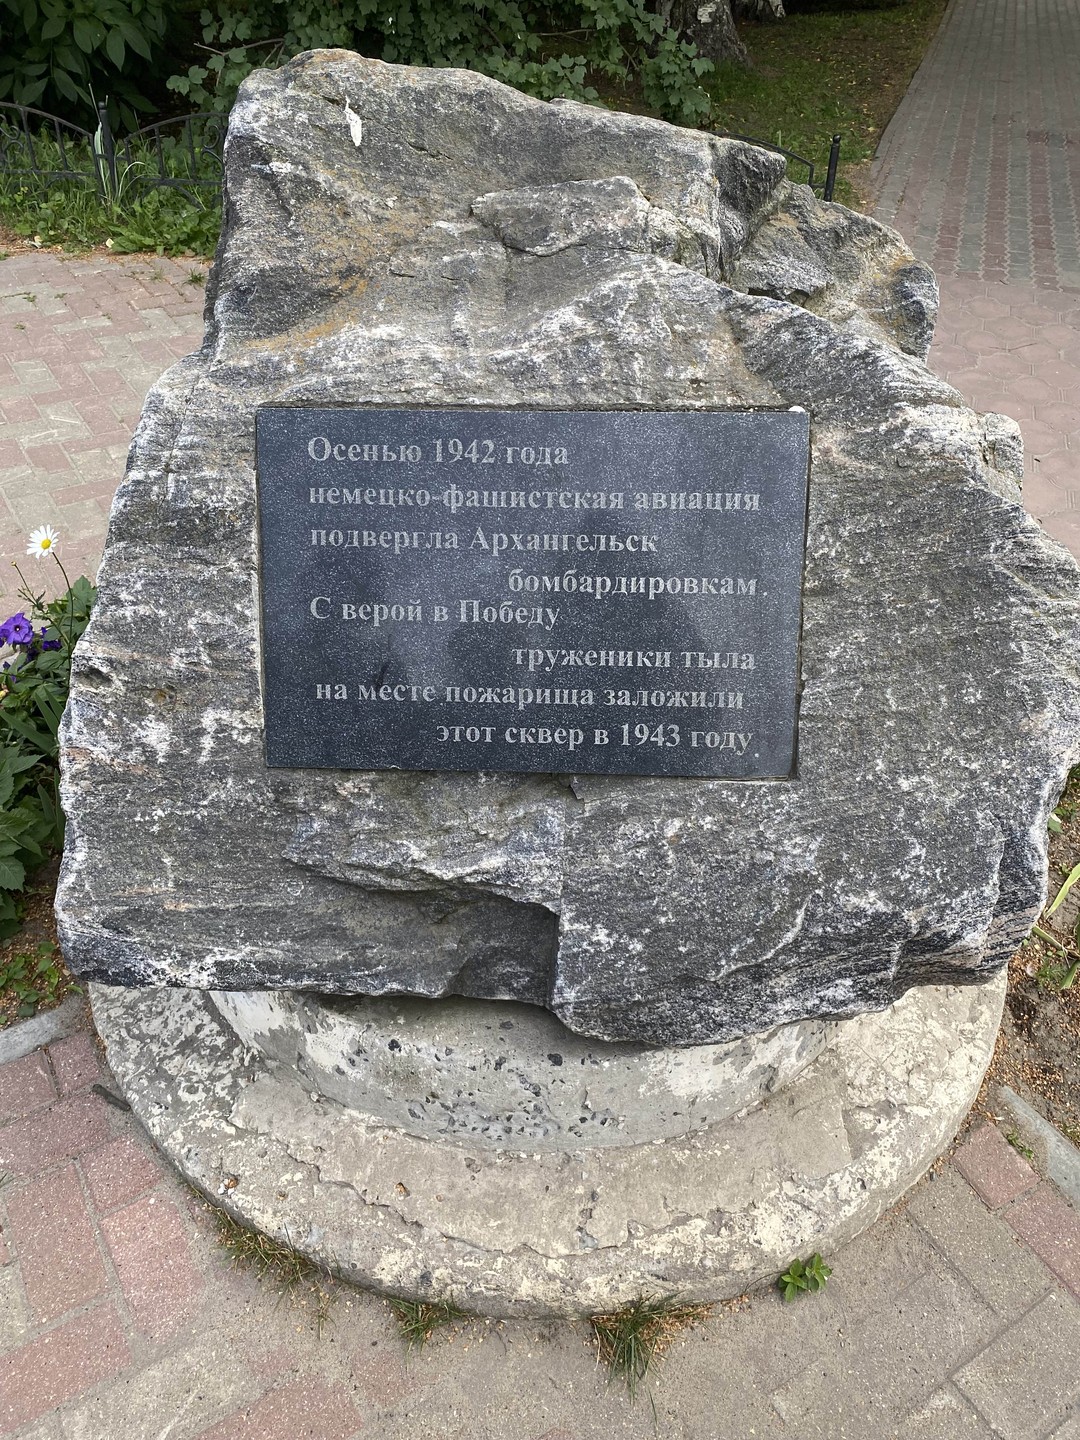 Осенью 1942 года
немецко-фашистская авиация
подвергла Архангельск
бомбардировкам.
С верой в Победу
труженики тыла
на месте пожарища заложили
этот сквер в 1943 году.